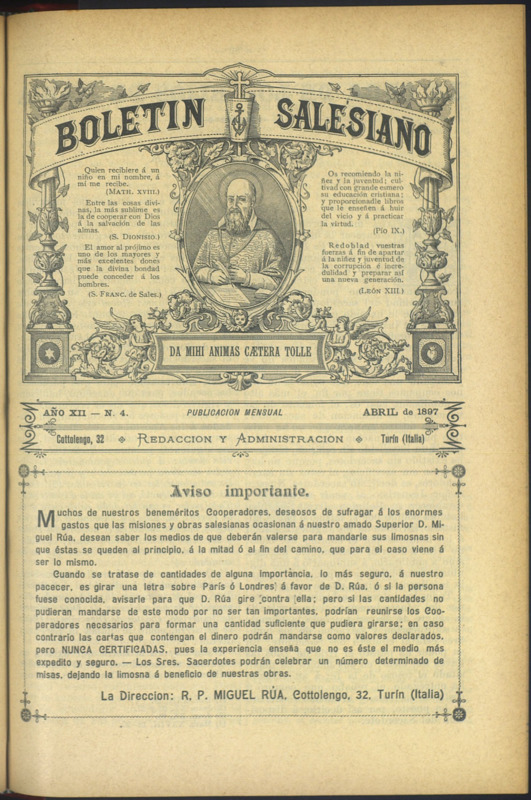 BOLETIN SALESIANO
Quien recibiere á un
niño en mi nombre, á
mí me recibe.
(MATH. XVIII.)
Entre las cosas divi-
nas, la más sublime es
la de cooperar con Dios
á la salvación de las
almas.
(S. DIONISIO.)
El amor al prójimo es
uno de los mayores y
más excelentes dones
que la divina bondad
puede conceder á los
hombres.
(S. FRANC. de Sales.)
Os recomiendo la ni-
ñez y la juventud; cul-
tivad con grande esmero
su educación cristiana;
y proporcionadle libros
que le enseñen á huir
del vicio y á practicar
la virtud.
(PÍO IX.)
Redoblad vuestras
fuerzas á fin de apartar
á la niñez y juventud de
la corrupción é incre-
dulidad y preparar así
una nueva generación.
(LEÓN XIII.)
DA MIHI ANIMAS CÆTERA TOLLE
AÑO XII — N. 4. PUBLICACION MENSUAL ABRIL de 1897
Cottolengo, 32 REDACCION Y ADMINISTRACION Turín (Italia)
Aviso importante.
Muchos de nuestros beneméritos Cooperadores, deseosos de sufragar á los enormes
gastos que las misiones y obras salesianas ocasionan á nuestro amado Superior D. Mi-
guel Rúa, desean saber los medios de que deberán valerse para mandarle sus limosnas sin
que éstas se queden al principio, á la mitad ó al fin del camino, que para el caso viene á
ser lo mismo.
Cuando se tratase de cantidades de alguna importancia, lo más seguro, á nuestro
pacecer, es girar una letra sobre París ó Londres) á favor de D. Rúa, ó si la persona
fuese conocida, avisarle para que D. Rúa gire contra ella; pero si las cantidades no
pudieran mandarse de este modo por no ser tan importantes, podrían reunirse los Coo-
peradores necesarios para formar una cantidad suficiente que pudiera girarse; en caso
contrario las cartas que contengan el dinero podrán mandarse como valores declarados,
pero NUNCA CERTIFICADAS, pues la experiencia enseña que no es éste el medio más
expedito y seguro. — Los Sres. Sacerdotes podrán celebrar un número determinado de
misas, dejando la limosna á beneficio de nuestras obras.
La Direccion: R. P. MIGUEL RÚA, Cottolengo, 32, Turín (Italia)